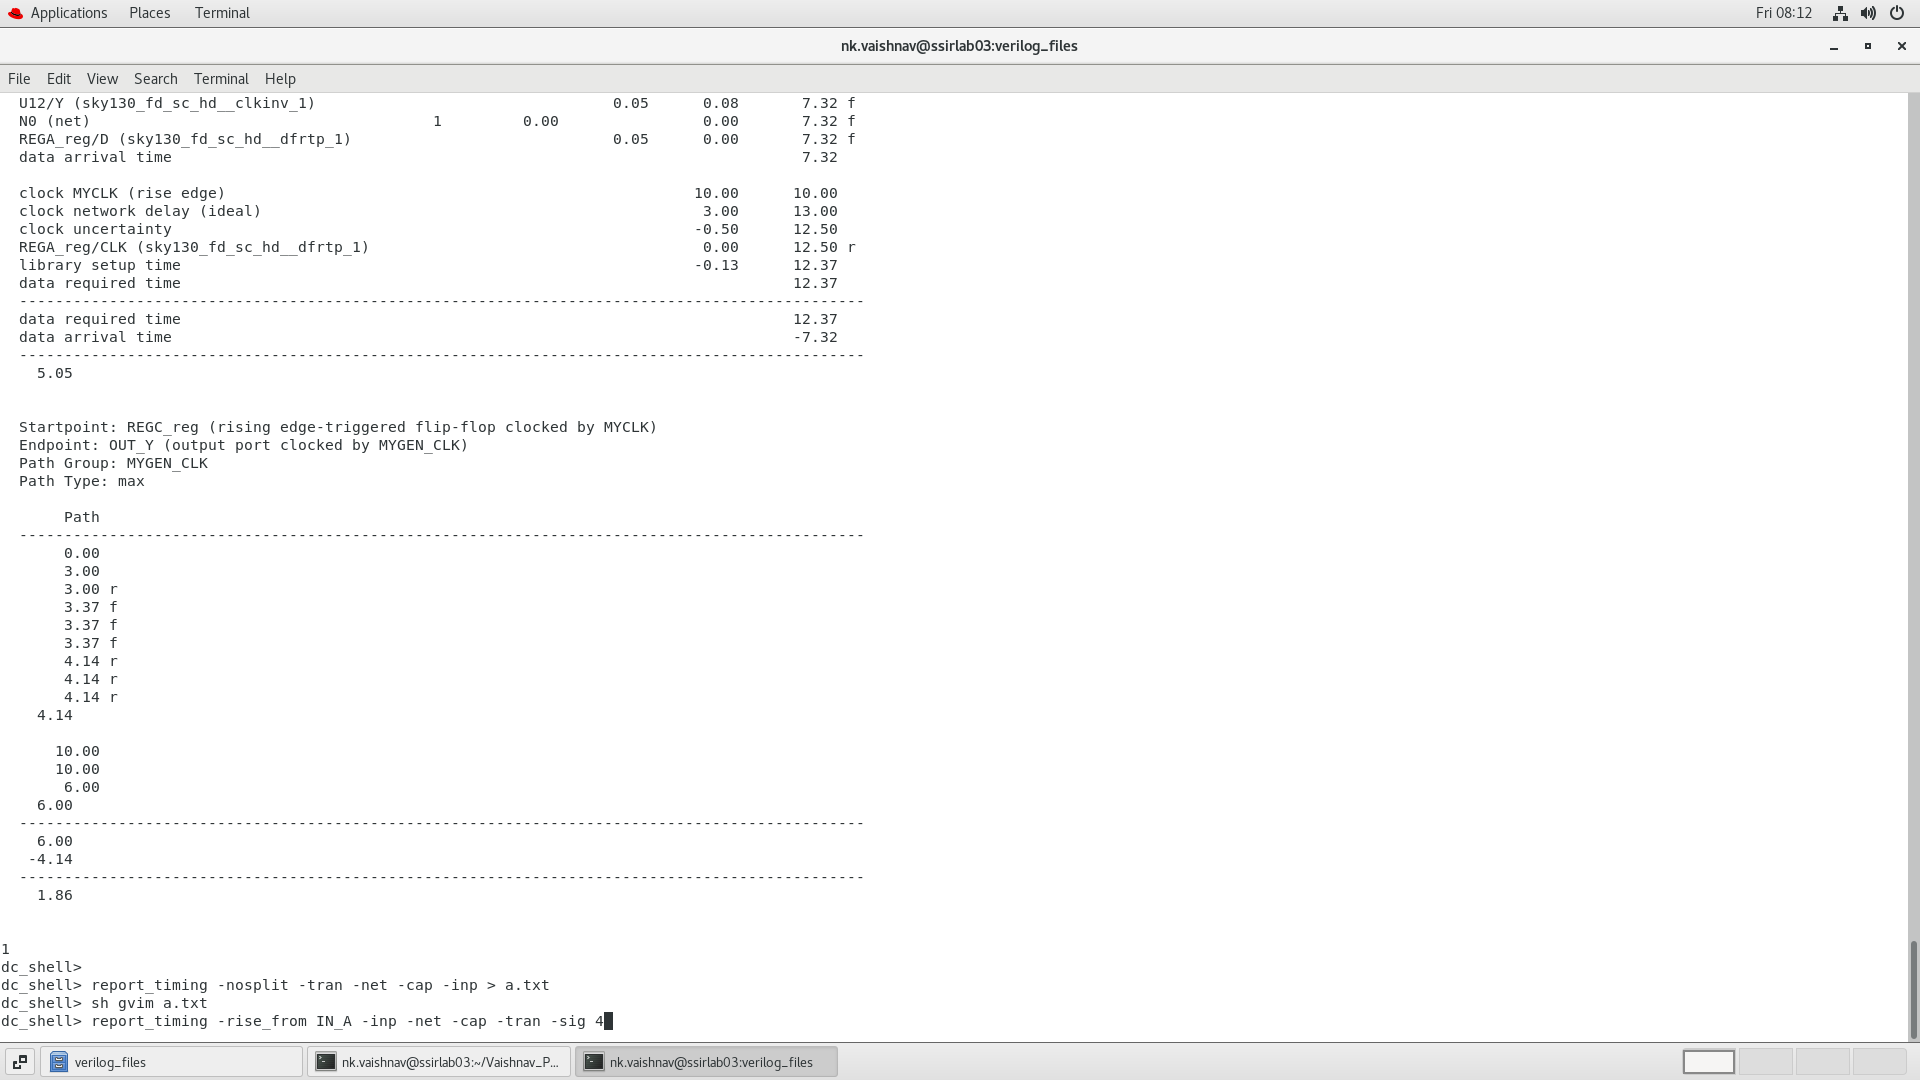 Applications Places Terminal Fri 08:12
nk.vaishnav@ssirlab03:verilog_files
File Edit View Search Terminal Help
U12/Y (sky130_fd_sc_hd__clkinv_1) 0.05 0.08 7.32 f
N0 (net) 1 0.00 0.00 7.32 f
REGA_reg/D (sky130_fd_sc_hd__dfrtp_1) 0.05 0.00 7.32 f
data arrival time 7.32
clock MYCLK (rise edge) 10.00 10.00
clock network delay (ideal) 3.00 13.00
clock uncertainty -0.50 12.50
REGA_reg/CLK (sky130_fd_sc_hd__dfrtp_1) 0.00 12.50 r
library setup time -0.13 12.37
data required time 12.37
----------------------------------------------------------------------------------------------
data required time 12.37
data arrival time -7.32
----------------------------------------------------------------------------------------------
5.05
Startpoint: REGC_reg (rising edge-triggered flip-flop clocked by MYCLK)
Endpoint: OUT_Y (output port clocked by MYGEN_CLK)
Path Group: MYGEN_CLK
Path Type: max
Path
----------------------------------------------------------------------------------------------
0.00
3.00
3.00 r
3.37 f
3.37 f
3.37 f
4.14 r
4.14 r
4.14 r
4.14
10.00
10.00
6.00
6.00
----------------------------------------------------------------------------------------------
6.00
-4.14
----------------------------------------------------------------------------------------------
1.86
1
dc_shell>
dc_shell> report_timing -nosplit -tran -net -cap -inp > a.txt
dc_shell> sh gvim a.txt
dc_shell> report_timing -rise_from IN_A -inp -net -cap -tran -sig 4
verilog_files nk.vaishnav@ssirlab03:~/Vaishnav_P... nk.vaishnav@ssirlab03:verilog_files